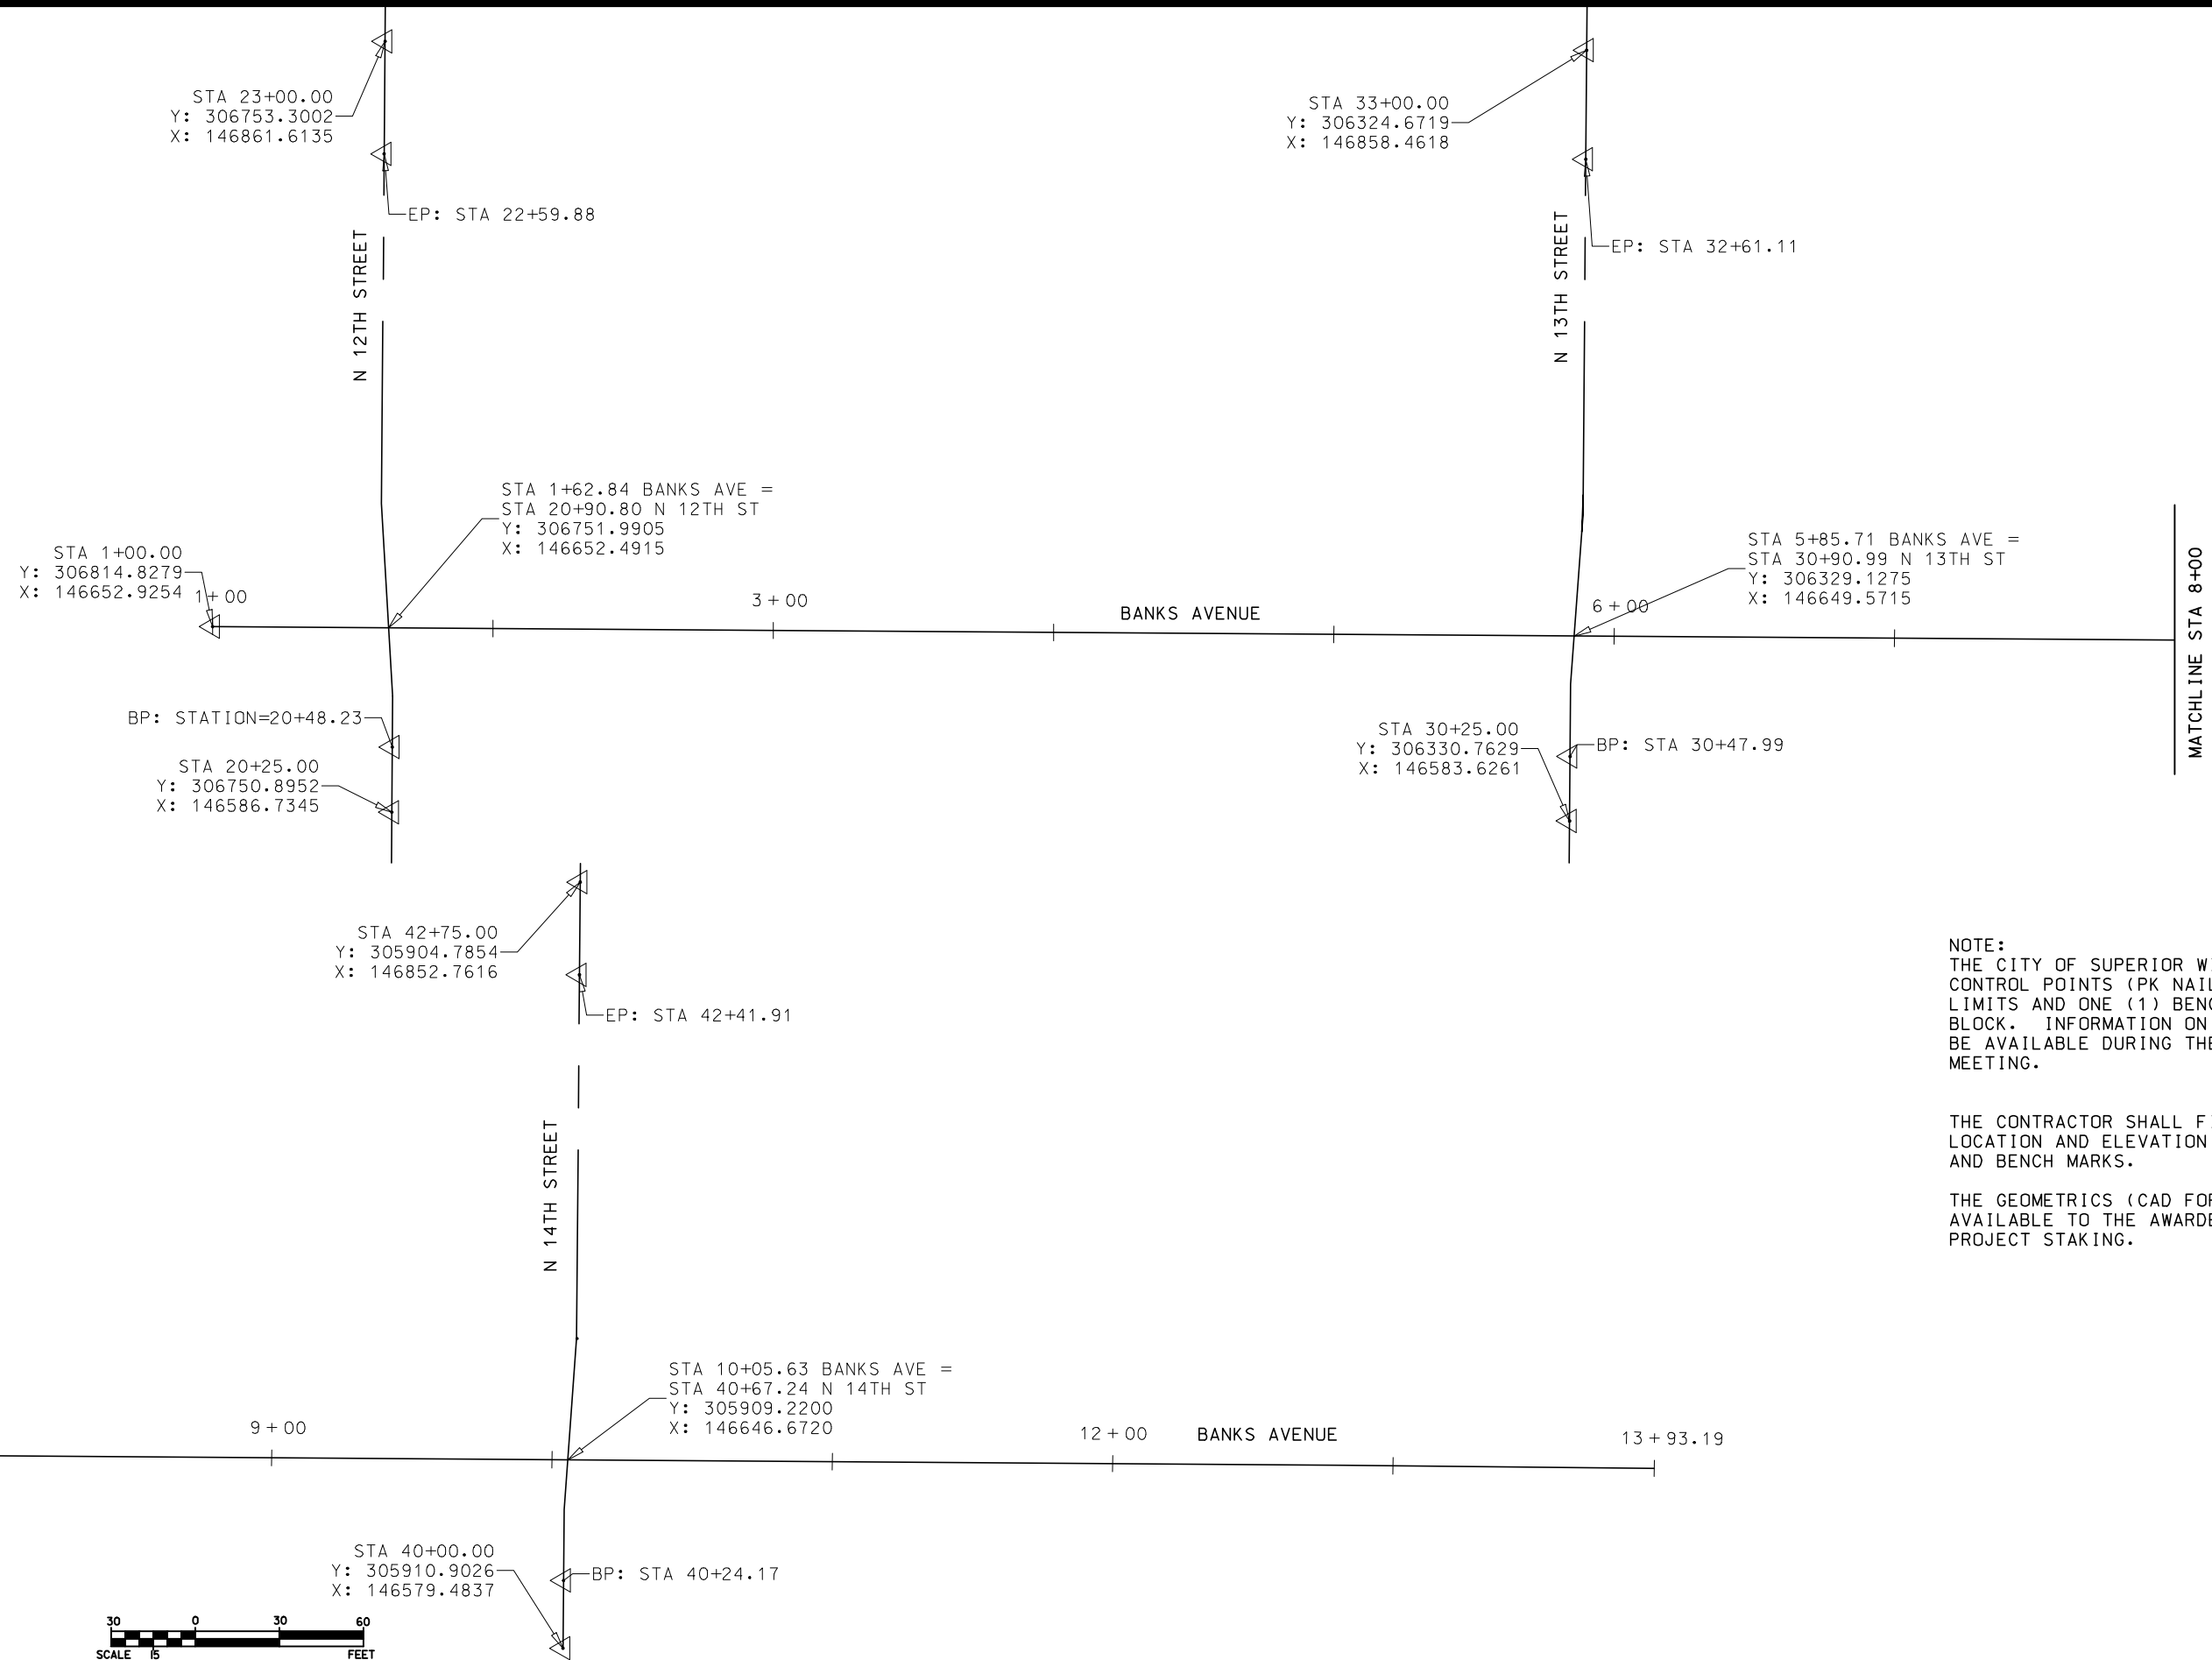 STA 23+00.00
Y: 306753.3002
X: 146861.6135
EP: STA 22+59.88
N 12TH STREET
STA 33+00.00
Y: 306324.6719
X: 146858.4618
EP: STA 32+61.11
N 13TH STREET
STA 1+62.84 BANKS AVE =
STA 20+90.80 N 12TH ST
Y: 306751.9905
X: 146652.4915
STA 1+00.00
Y: 306814.8279
X: 146652.9254
1+00
3+00
BANKS AVENUE
6+00
STA 5+85.71 BANKS AVE =
STA 30+90.99 N 13TH ST
Y: 306329.1275
X: 146649.5715
MATCHLINE STA 8+00
BP: STATION=20+48.23
STA 20+25.00
Y: 306750.8952
X: 146586.7345
STA 30+25.00
Y: 306330.7629
X: 146583.6261
BP: STA 30+47.99
STA 42+75.00
Y: 305904.7854
X: 146852.7616
EP: STA 42+41.91
N 14TH STREET
NOTE:
THE CITY OF SUPERIOR
CONTROL POINTS (PK
LIMITS AND ONE (1)
BLOCK. INFORMATION ON
BE AVAILABLE DURING
MEETING.
THE CONTRACTOR SHALL
LOCATION AND ELEVATION
AND BENCH MARKS.
THE GEOMETRICS (CAD
AVAILABLE TO THE
PROJECT STAKING.
STA 10+05.63 BANKS AVE =
STA 40+67.24 N 14TH ST
Y: 305909.2200
X: 146646.6720
9+00
12+00
BANKS AVENUE
13+93.19
STA 40+00.00
Y: 305910.9026
X: 146579.4837
BP: STA 40+24.17
30 0 30 60
SCALE 15 FEET